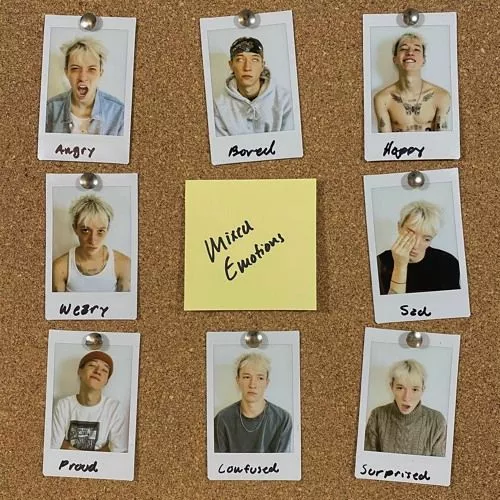 Angry
Bored
Happy
Weary
Mixed
Emotions
Sad
Proud
Confused
Surprised